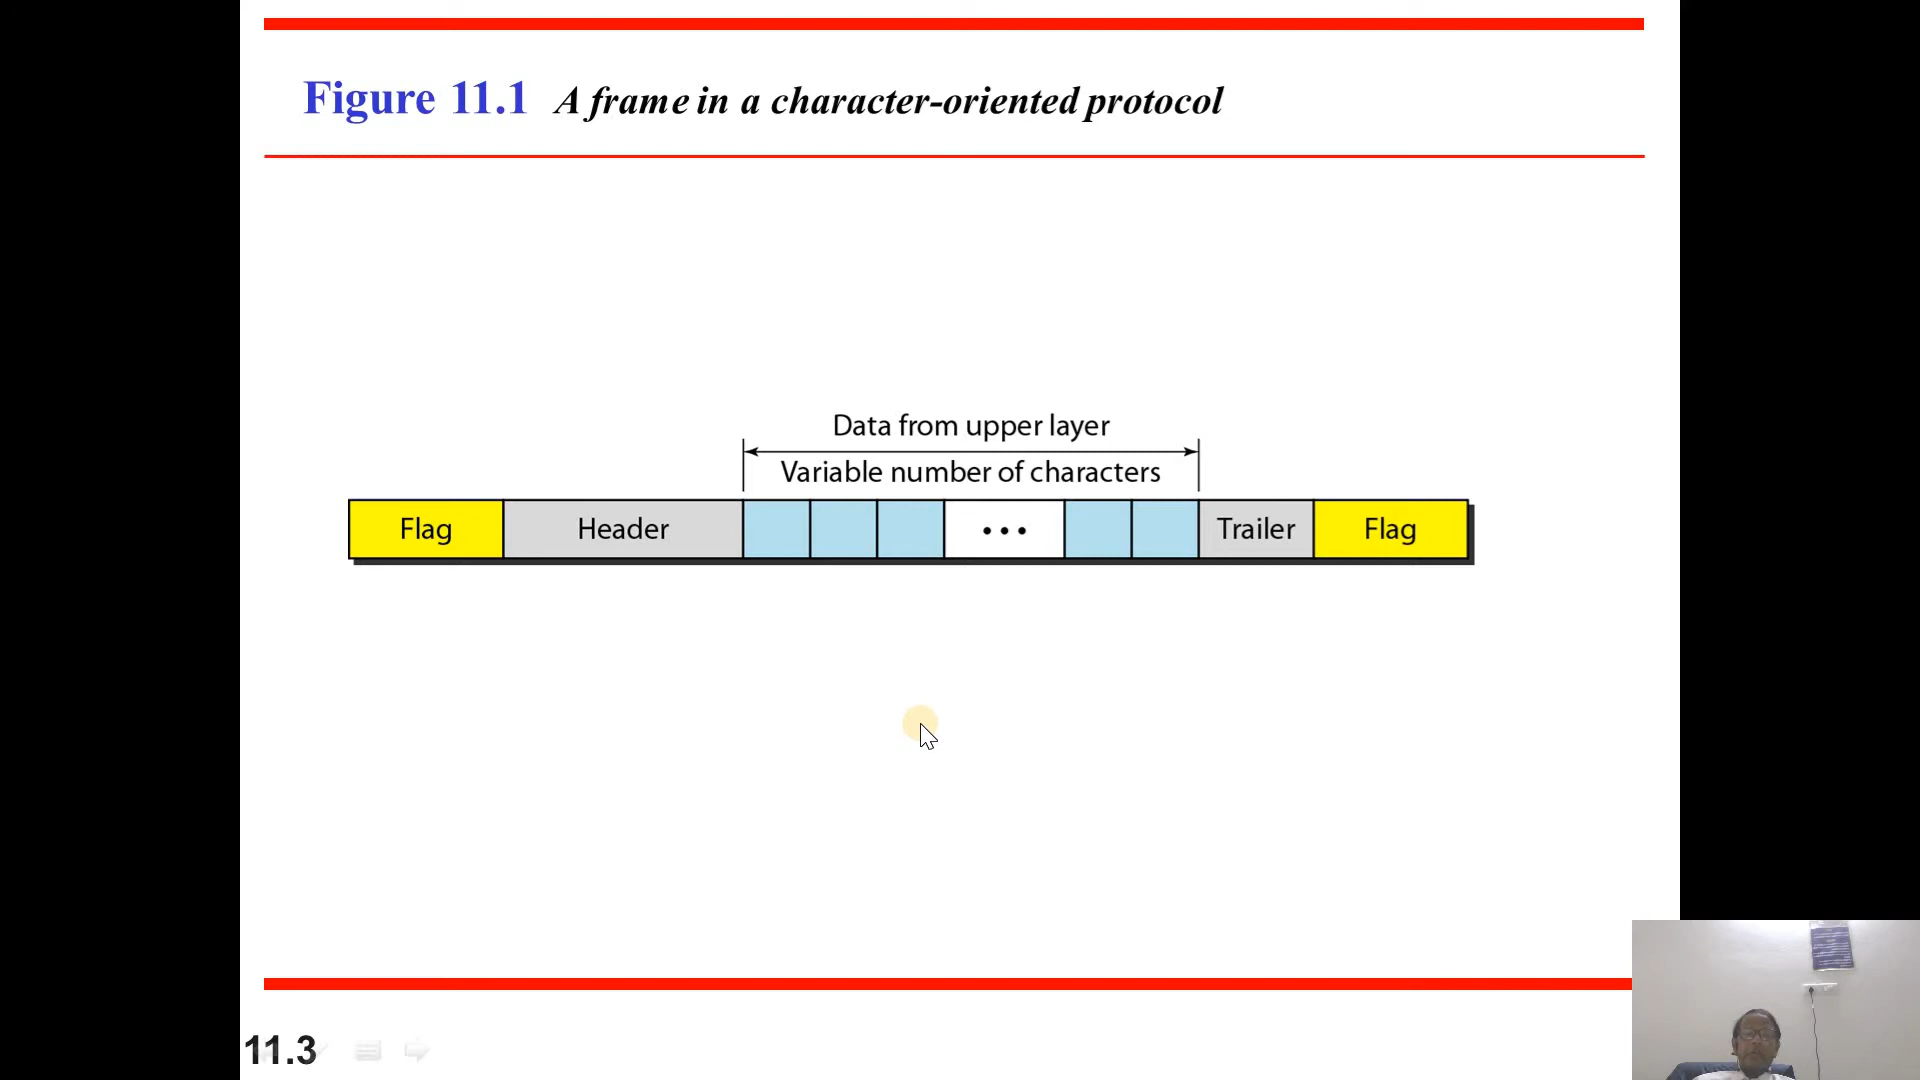 Figure 11.1 A frame in a character-oriented protocol
Data from upper layer
Variable number of characters
Flag Header ••• Trailer Flag
11.3